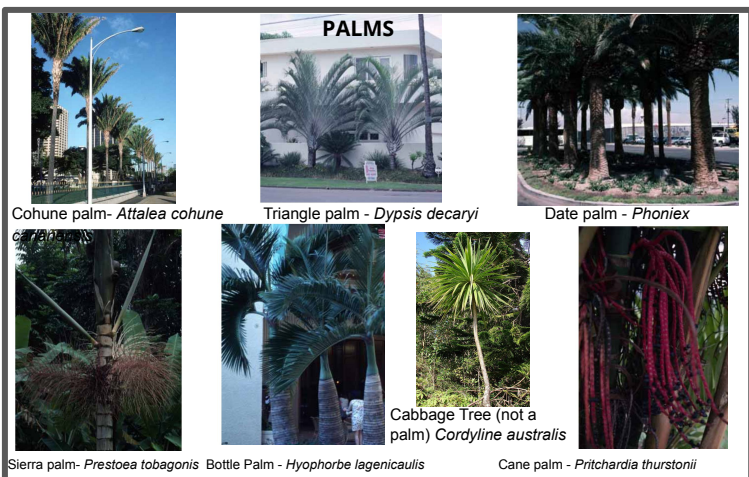 PALMS
Cohune palm- Attalea cohune
Triangle palm - Dypsis decaryi
Date palm - Phoniex
canariensis
Cabbage Tree (not a
palm) Cordyline australis
Sierra palm- Prestoea tobagonis
Bottle Palm - Hyophorbe lagenicaulis
Cane palm - Pritchardia thurstonii